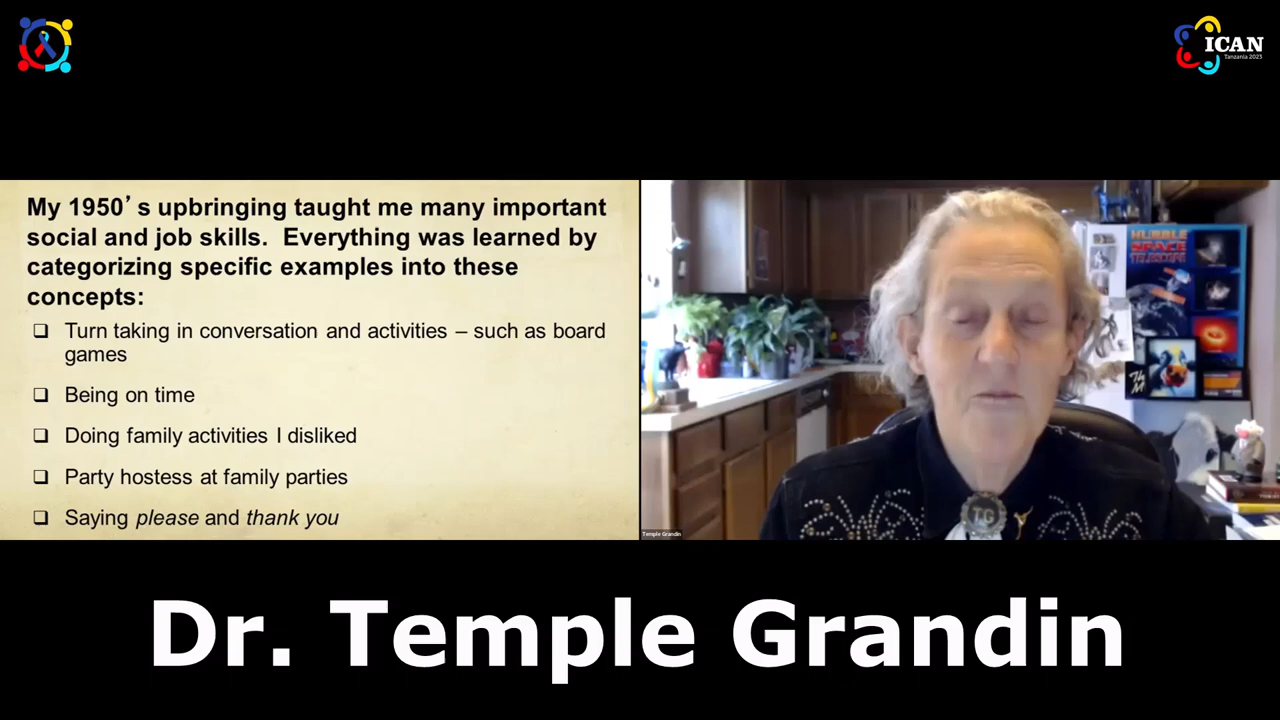 ICAN
Tanzania 2023
My 1950's upbringing taught me many important
social and job skills.  Everything was learned by
categorizing specific examples into these
concepts:
❑ Turn taking in conversation and activities – such as board
games
❑ Being on time
❑ Doing family activities I disliked
❑ Party hostess at family parties
❑ Saying please and thank you
HUBBLE
SPACE
TELESCOPE
TG
Temple Grandin
Dr. Temple Grandin